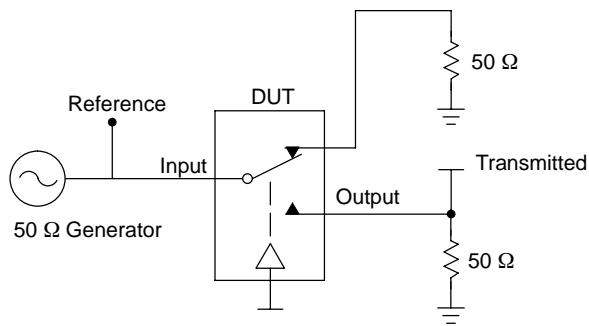 50 Ω
DUT
Reference
Transmitted
Input
Output
50 Ω Generator
50 Ω